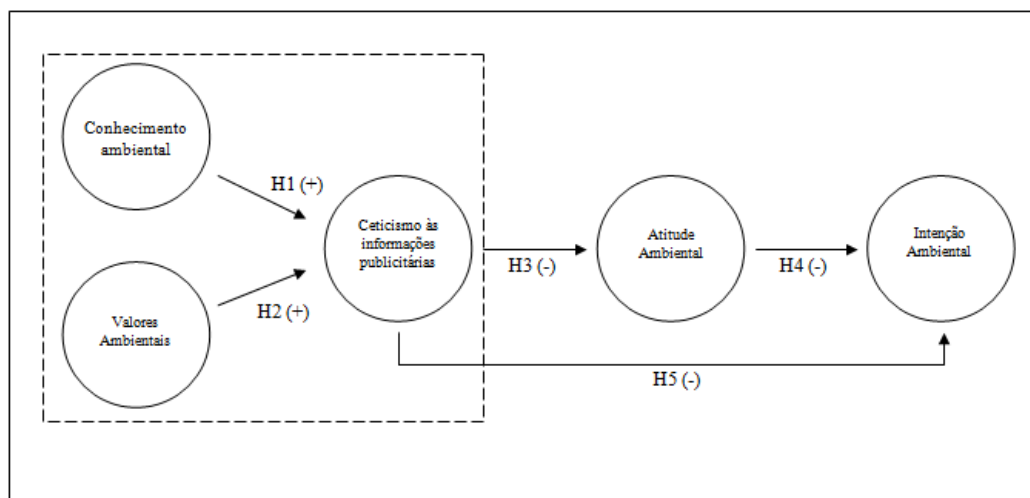 Conhecimento
ambiental
H1 (+)
Ceticismo às
informações
publicitárias
H2 (+)
Valores
Ambientais
H3 (-)
Atitude
Ambiental
H4 (-)
Intenção
Ambiental
H5 (-)